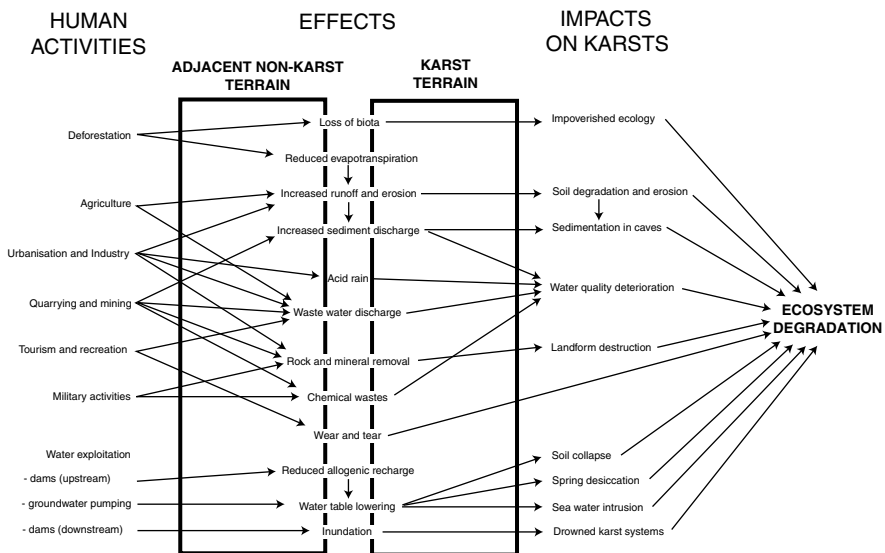 HUMAN
ACTIVITIES
EFFECTS
IMPACTS
ON KARSTS
ADJACENT NON-KARST
TERRAIN
KARST
TERRAIN
Deforestation
Agriculture
Urbanisation and Industry
Quarrying and mining
Tourism and recreation
Military activities
Water exploitation
- dams (upstream)
- groundwater pumping
- dams (downstream)
Loss of biota
Reduced evapotranspiration
Increased runoff and erosion
Increased sediment discharge
Acid rain
Waste water discharge
Rock and mineral removal
Chemical wastes
Wear and tear
Reduced allogenic recharge
Water table lowering
Inundation
Impoverished ecology
Soil degradation and erosion
Sedimentation in caves
Water quality deterioration
Landform destruction
Soil collapse
Spring desiccation
Sea water intrusion
Drowned karst systems
ECOSYSTEM
DEGRADATION